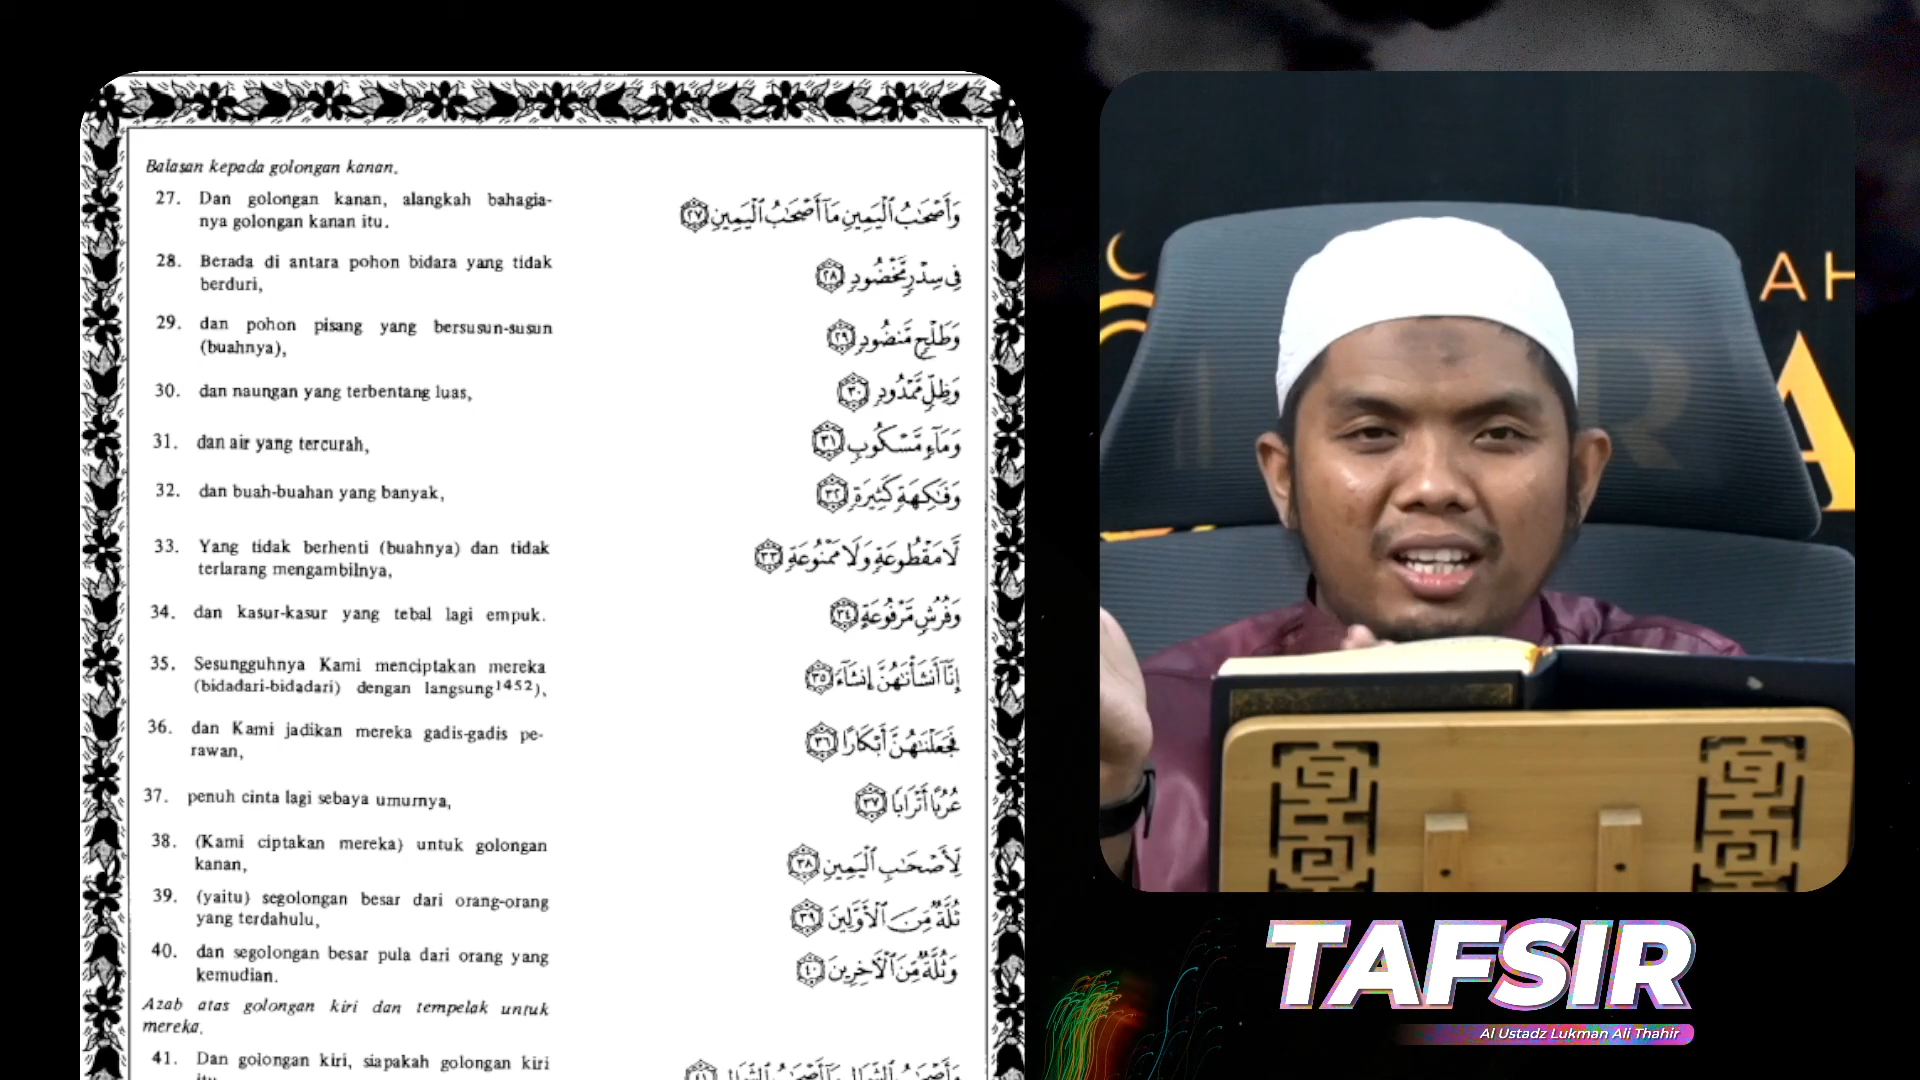 Balasan kepada golongan kanan.
27. Dan golongan kanan, alangkah bahagia-
nya golongan kanan itu.
وَأَصْحَٰبُ ٱلْيَمِينِ مَآ أَصْحَٰبُ ٱلْيَمِينِ ٢٧
28. Berada di antara pohon bidara yang tidak
berduri,
فِى سِدْرٍ مَّخْضُودٍ ٢٨
29. dan pohon pisang yang bersusun-susun
(buahnya),
وَطَلْحٍ مَّنضُودٍ ٢٩
30. dan naungan yang terbentang luas,
وَظِلٍّ مَّمْدُودٍ ٣٠
31. dan air yang tercurah,
وَمَآءٍ مَّسْكُوبٍ ٣١
32. dan buah-buahan yang banyak,
وَفَٰكِهَةٍ كَثِيرَةٍ ٣٢
33. Yang tidak berhenti (buahnya) dan tidak
terlarang mengambilnya,
لَّا مَقْطُوعَةٍ وَلَا مَمْنُوعَةٍ ٣٣
34. dan kasur-kasur yang tebal lagi empuk.
وَفُرُشٍ مَّرْفُوعَةٍ ٣٤
35. Sesungguhnya Kami menciptakan mereka
(bidadari-bidadari) dengan langsung1452),
إِنَّآ أَنشَأْنَٰهُنَّ إِنشَآءً ٣٥
36. dan Kami jadikan mereka gadis-gadis pe-
rawan,
فَجَعَلْنَٰهُنَّ أَبْكَارًا ٣٦
37. penuh cinta lagi sebaya umurnya,
عُرُبًا أَتْرَابًا ٣٧
38. (Kami ciptakan mereka) untuk golongan
kanan,
لِّأَصْحَٰبِ ٱلْيَمِينِ ٣٨
39. (yaitu) segolongan besar dari orang-orang
yang terdahulu,
ثُلَّةٌ مِّنَ ٱلْأَوَّلِينَ ٣٩
40. dan segolongan besar pula dari orang yang
kemudian.
وَثُلَّةٌ مِّنَ ٱلْأَخِرِينَ ٤٠
Azab atas golongan kiri dan tempelak untuk
mereka.
41. Dan golongan kiri, siapakah golongan kiri
AH
A
TAFSIR
Al Ustadz Lukman Ali Thahir